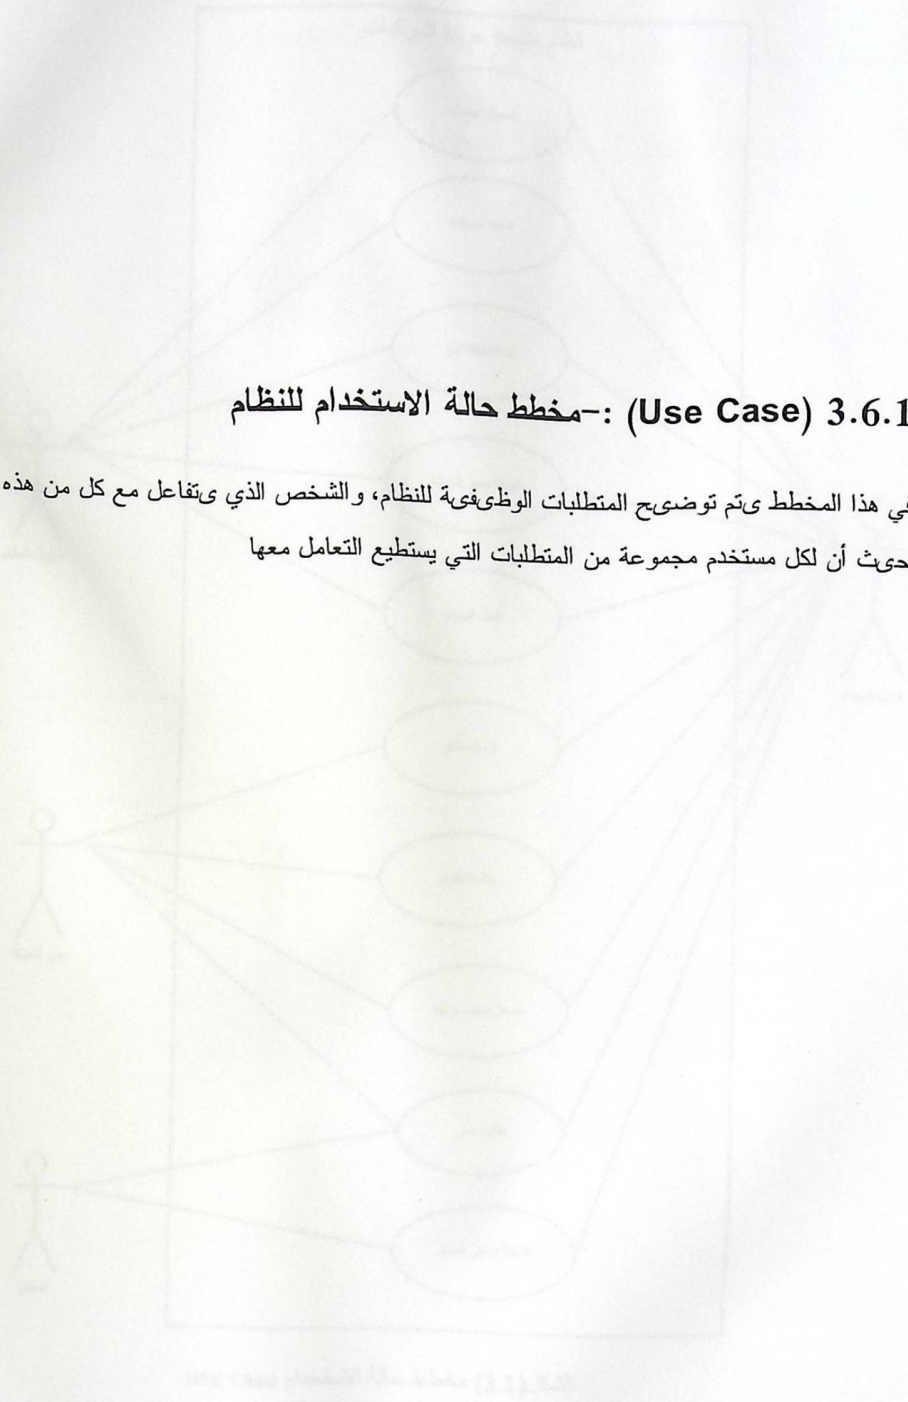 3.6.1 (Use Case) :-مخطط حالة الاستخدام للنظام
في هذا المخطط ىتم توضىح المتطلبات الوظىفىة للنظام، والشخص الذي ىتفاعل مع كل من هذه
حىث أن لكل مستخدم مجموعة من المتطلبات التي يستطيع التعامل معها